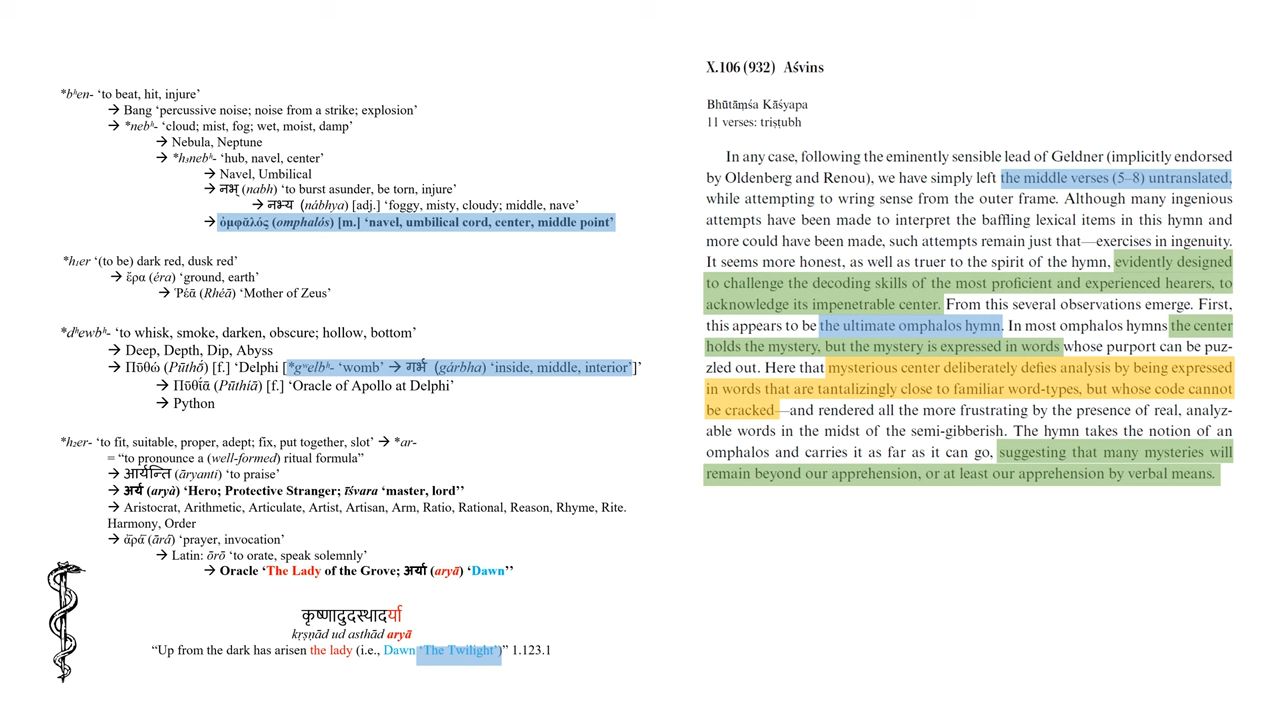 *bʰen- ‘to beat, hit, injure’
→ Bang ‘percussive noise; noise from a strike; explosion’
→ *nebʰ- ‘cloud; mist, fog; wet, moist, damp’
→ Nebula, Neptune
→ *h₃nebʰ- ‘hub, navel, center’
→ Navel, Umbilical
→ नभ् (nabh) ‘to burst asunder, be torn, injure’
→ नभ्य (nábhya) [adj.] ‘foggy, misty, cloudy; middle, nave’
→ ὀμφᾰλός (omphalós) [m.] ‘navel, umbilical cord, center, middle point’
*h₁er ‘(to be) dark red, dusk red’
→ ἔρα (éra) ‘ground, earth’
→ Ῥέᾱ (Rhéā) ‘Mother of Zeus’
*dʰewbʰ- ‘to whisk, smoke, darken, obscure; hollow, bottom’
→ Deep, Depth, Dip, Abyss
→ Πῡθώ (Pūthṓ) [f.] ‘Delphi [*gʷelbʰ- ‘womb’ → गर्भ (gárbha) ‘inside, middle, interior’]’
→ Πῡθῐ́ᾱ (Pūthíā) [f.] ‘Oracle of Apollo at Delphi’
→ Python
*h₂er- ‘to fit, suitable, proper, adept; fix, put together, slot’ → *ar-
= “to pronounce a (well-formed) ritual formula”
→ आर्यन्ति (āryanti) ‘to praise’
→ अर्य (aryà) ‘Hero; Protective Stranger; īśvara ‘master, lord’’
→ Aristocrat, Arithmetic, Articulate, Artist, Artisan, Arm, Ratio, Rational, Reason, Rhyme, Rite.
Harmony, Order
→ ἀ̄ρᾱ́ (ārā́) ‘prayer, invocation’
→ Latin: ōrō ‘to orate, speak solemnly’
→ Oracle ‘The Lady of the Grove; अर्या (aryā) ‘Dawn’’
कृष्णादुदस्थादर्या
kṛṣṇād ud asthād aryā
“Up from the dark has arisen the lady (i.e., Dawn ‘The Twilight’)” 1.123.1
X.106 (932) Aśvins
Bhūtāṃśa Kāśyapa
11 verses: triṣṭubh
In any case, following the eminently sensible lead of Geldner (implicitly endorsed
by Oldenberg and Renou), we have simply left the middle verses (5–8) untranslated,
while attempting to wring sense from the outer frame. Although many ingenious
attempts have been made to interpret the baffling lexical items in this hymn and
more could have been made, such attempts remain just that—exercises in ingenuity.
It seems more honest, as well as truer to the spirit of the hymn, evidently designed
to challenge the decoding skills of the most proficient and experienced hearers, to
acknowledge its impenetrable center. From this several observations emerge. First,
this appears to be the ultimate omphalos hymn. In most omphalos hymns the center
holds the mystery, but the mystery is expressed in words whose purport can be puz-
zled out. Here that mysterious center deliberately defies analysis by being expressed
in words that are tantalizingly close to familiar word-types, but whose code cannot
be cracked—and rendered all the more frustrating by the presence of real, analyz-
able words in the midst of the semi-gibberish. The hymn takes the notion of an
omphalos and carries it as far as it can go, suggesting that many mysteries will
remain beyond our apprehension, or at least our apprehension by verbal means.